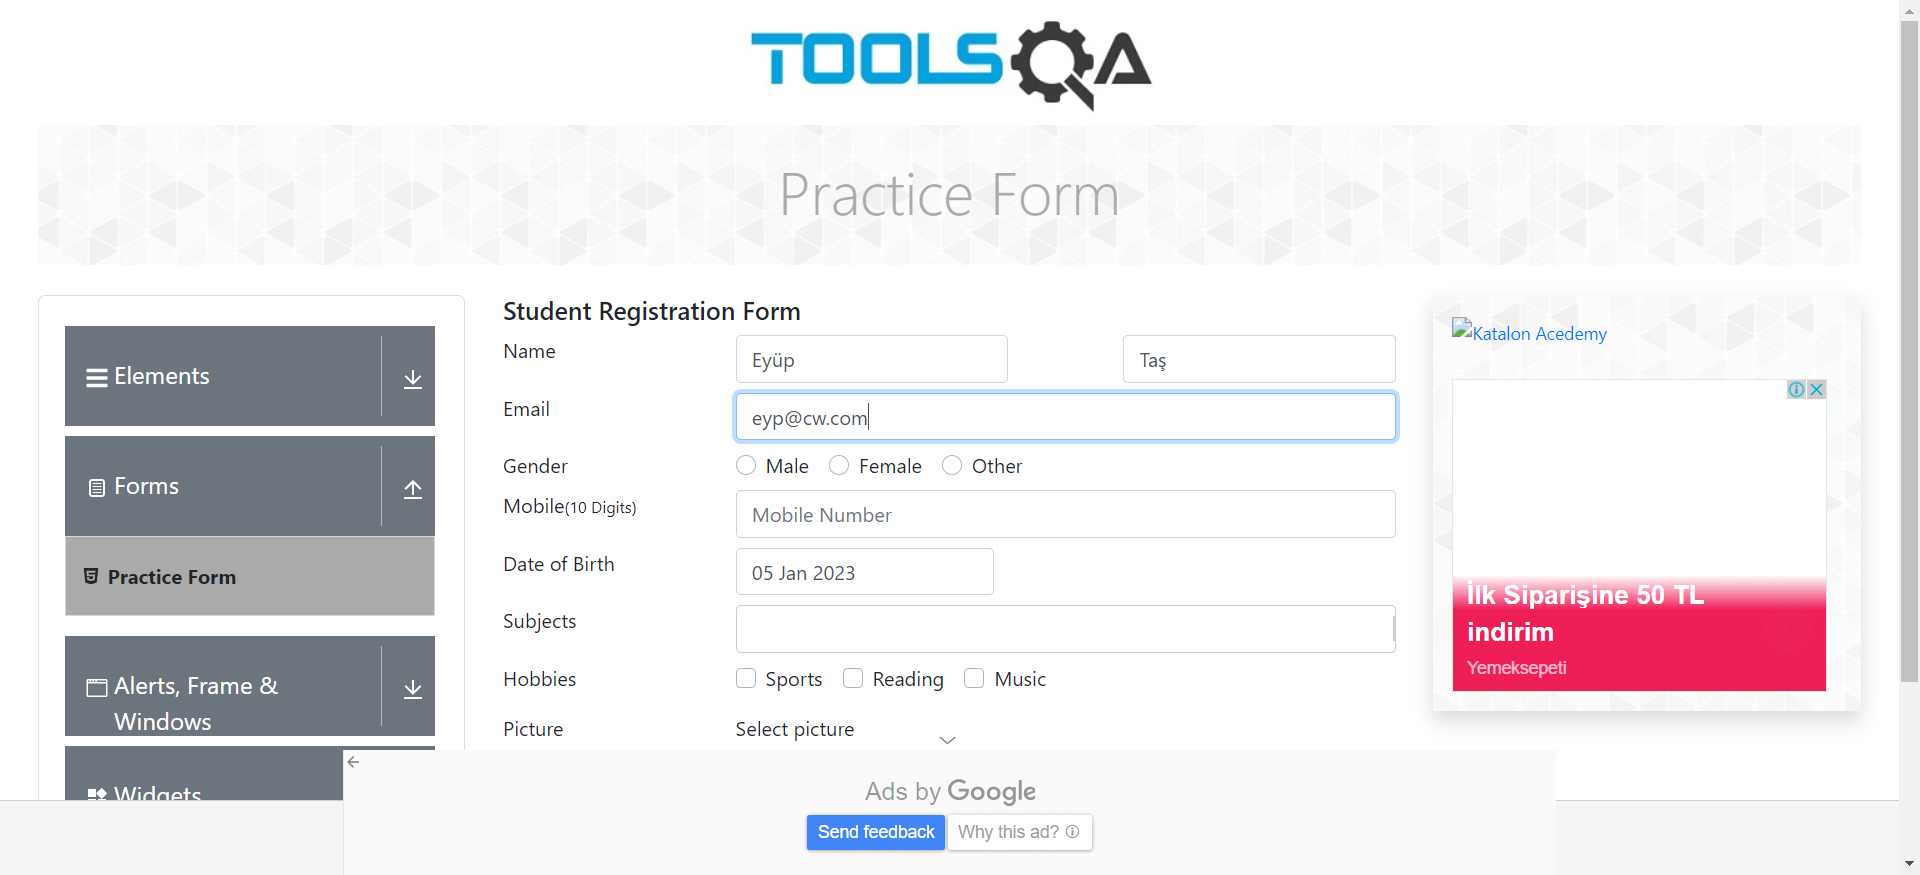 TOOLSQA
Practice Form
Elements
Forms
Practice Form
Alerts, Frame &
Windows
Widgets
Student Registration Form
Name
Eyüp
Taş
Email
eyp@cw.com
Gender
Male
Female
Other
Mobile(10 Digits)
Mobile Number
Date of Birth
05 Jan 2023
Subjects
Hobbies
Sports
Reading
Music
Picture
Select picture
Katalon Acedemy
İlk Siparişine 50 TL
indirim
Yemeksepeti
Ads by Google
Send feedback
Why this ad?